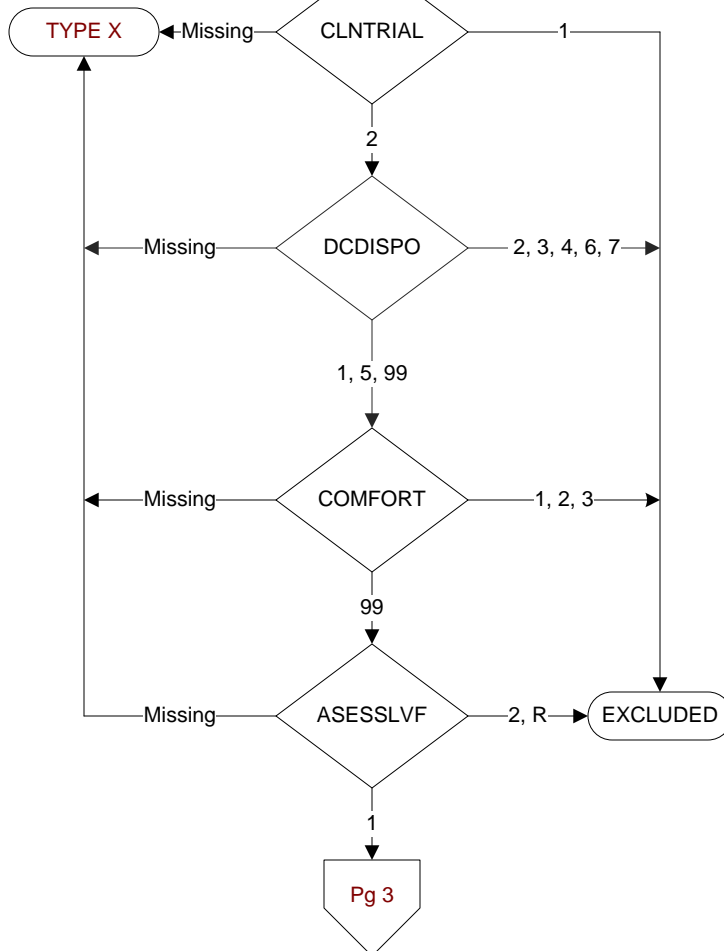 TYPE X
Missing
CLNTRIAL
1
2
Missing
DCDISPO
2, 3, 4, 6, 7
1, 5, 99
Missing
COMFORT
1, 2, 3
99
Missing
ASESSLVF
2, R
EXCLUDED
1
Pg 3